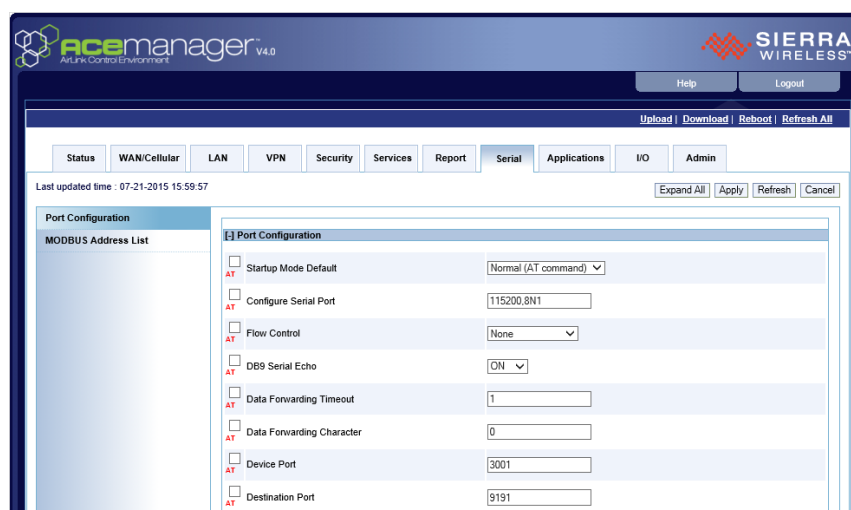 acemanager V4.0
AirLink Control Environment
SIERRA
WIRELESS
Help Logout
Upload | Download | Reboot | Refresh All
Status WAN/Cellular LAN VPN Security Services Report Serial Applications I/O Admin
Last updated time : 07-21-2015 15:59:57
Expand All Apply Refresh Cancel
Port Configuration
MODBUS Address List
[-] Port Configuration
AT Startup Mode Default Normal (AT command)
AT Configure Serial Port 115200,8N1
AT Flow Control None
AT DB9 Serial Echo ON
AT Data Forwarding Timeout 1
AT Data Forwarding Character 0
AT Device Port 3001
AT Destination Port 9191